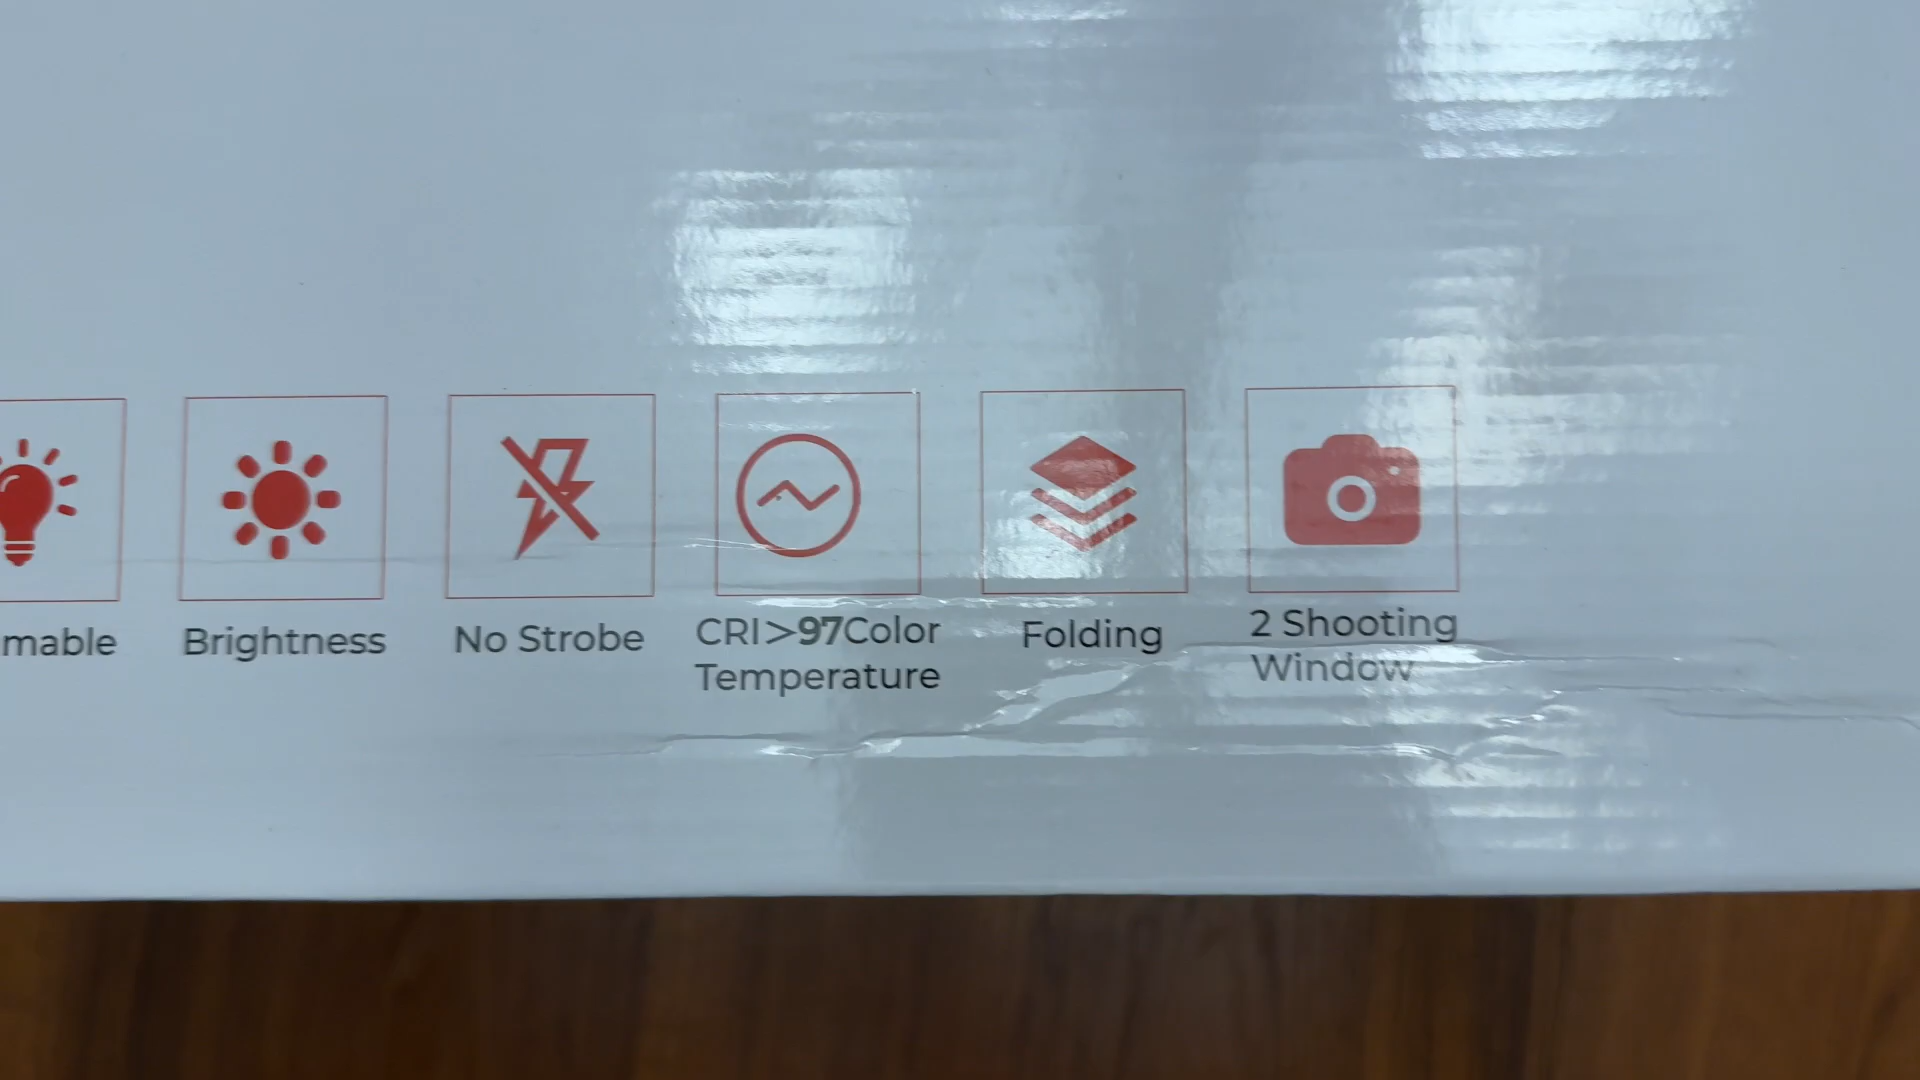 mable
Brightness
No Strobe
CRI>97Color
Temperature
Folding
2 Shooting
Window